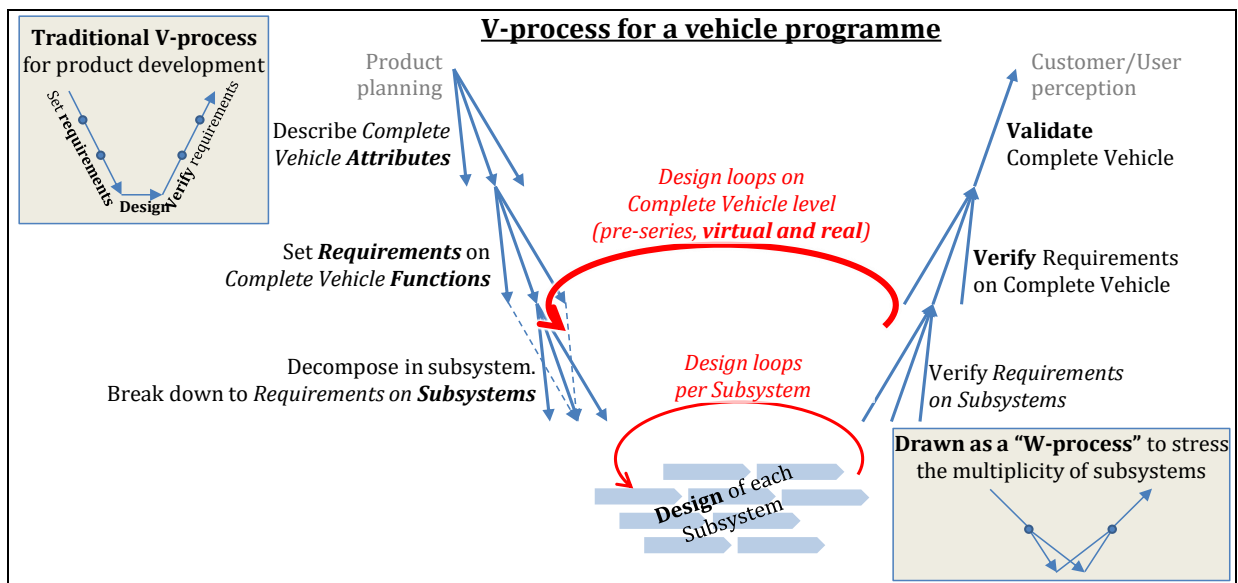 V-process for a vehicle programme
Traditional V-process
for product development
Set requirements
Design
Verify requirements
Product
planning
Describe Complete
Vehicle Attributes
Set Requirements on
Complete Vehicle Functions
Decompose in subsystem.
Break down to Requirements on Subsystems
Design loops on
Complete Vehicle level
(pre-series, virtual and real)
Design loops
per Subsystem
Design of each
Subsystem
Customer/User
perception
Validate
Complete Vehicle
Verify Requirements
on Complete Vehicle
Verify Requirements
on Subsystems
Drawn as a “W-process” to stress
the multiplicity of subsystems